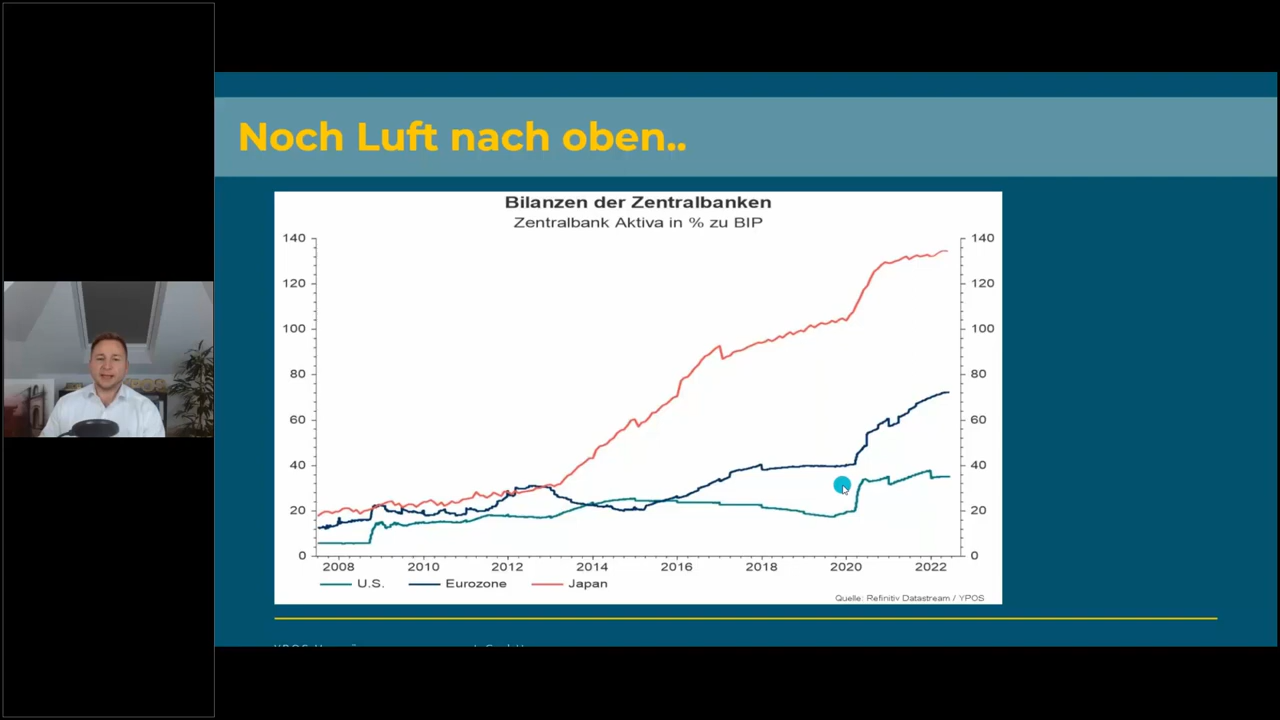 Noch Luft nach oben..
Bilanzen der Zentralbanken
Zentralbank Aktiva in % zu BIP
140 140
120 120
100 100
80 80
60 60
40 40
20 20
0 0
2008 2010 2012 2014 2016 2018 2020 2022
U.S. Eurozone Japan
Quelle: Refinitiv Datastream / YPOS